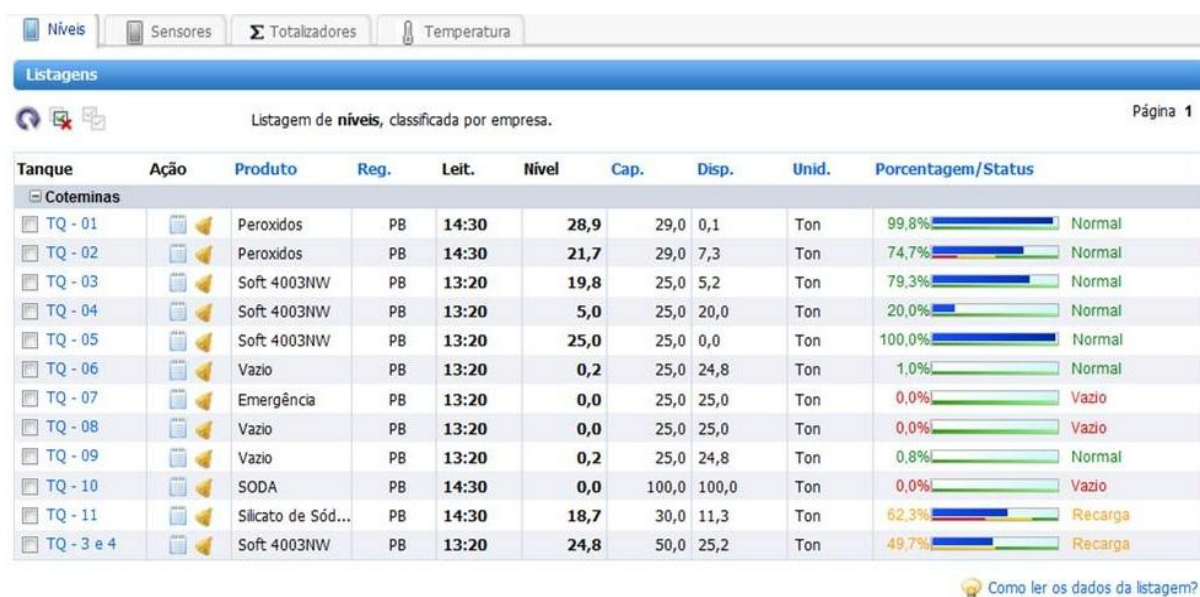 Níveis Sensores Σ Totalizadores Temperatura
Listagens
Listagem de níveis, classificada por empresa. Página 1
Tanque Ação Produto Reg. Leit. Nível Cap. Disp. Unid. Porcentagem/Status
Coteminas
TQ - 01 Peroxidos PB 14:30 28,9 29,0 0,1 Ton 99,8% Normal
TQ - 02 Peroxidos PB 14:30 21,7 29,0 7,3 Ton 74,7% Normal
TQ - 03 Soft 4003NW PB 13:20 19,8 25,0 5,2 Ton 79,3% Normal
TQ - 04 Soft 4003NW PB 13:20 5,0 25,0 20,0 Ton 20,0% Normal
TQ - 05 Soft 4003NW PB 13:20 25,0 25,0 0,0 Ton 100,0% Normal
TQ - 06 Vazio PB 13:20 0,2 25,0 24,8 Ton 1,0% Normal
TQ - 07 Emergência PB 13:20 0,0 25,0 25,0 Ton 0,0% Vazio
TQ - 08 Vazio PB 13:20 0,0 25,0 25,0 Ton 0,0% Vazio
TQ - 09 Vazio PB 13:20 0,2 25,0 24,8 Ton 0,8% Normal
TQ - 10 SODA PB 14:30 0,0 100,0 100,0 Ton 0,0% Vazio
TQ - 11 Silicato de Sód... PB 14:30 18,7 30,0 11,3 Ton 62,3% Recarga
TQ - 3 e 4 Soft 4003NW PB 13:20 24,8 50,0 25,2 Ton 49,7% Recarga
Como ler os dados da listagem?